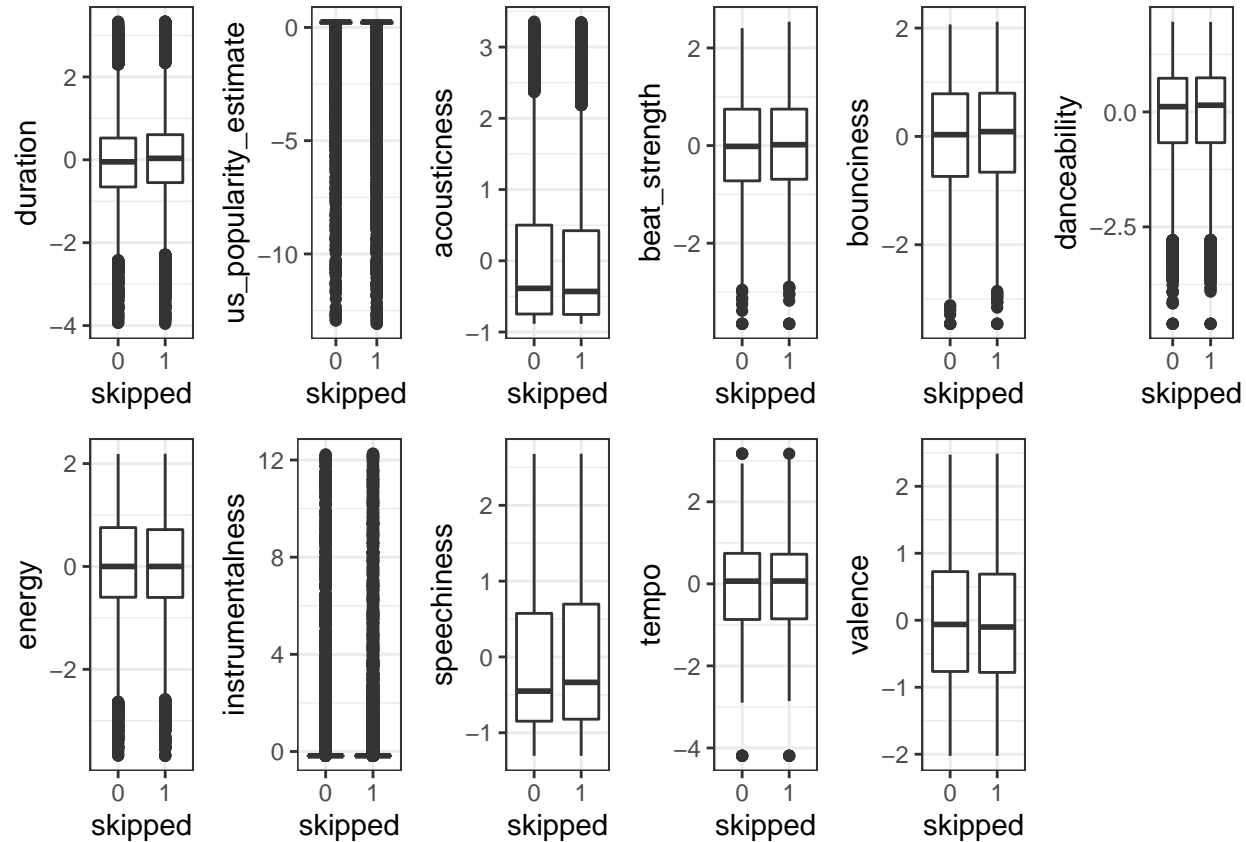 duration
2
0
−2
−4
0 1
skipped
us_popularity_estimate
0
−5
−10
0 1
skipped
acousticness
3
2
1
0
−1
0 1
skipped
beat_strength
2
0
−2
0 1
skipped
bounciness
2
0
−2
0 1
skipped
danceability
0.0
−2.5
0 1
skipped
energy
2
0
−2
0 1
skipped
instrumentalness
12
8
4
0
0 1
skipped
speechiness
2
1
0
−1
0 1
skipped
tempo
2
0
−2
−4
0 1
skipped
valence
2
1
0
−1
−2
0 1
skipped